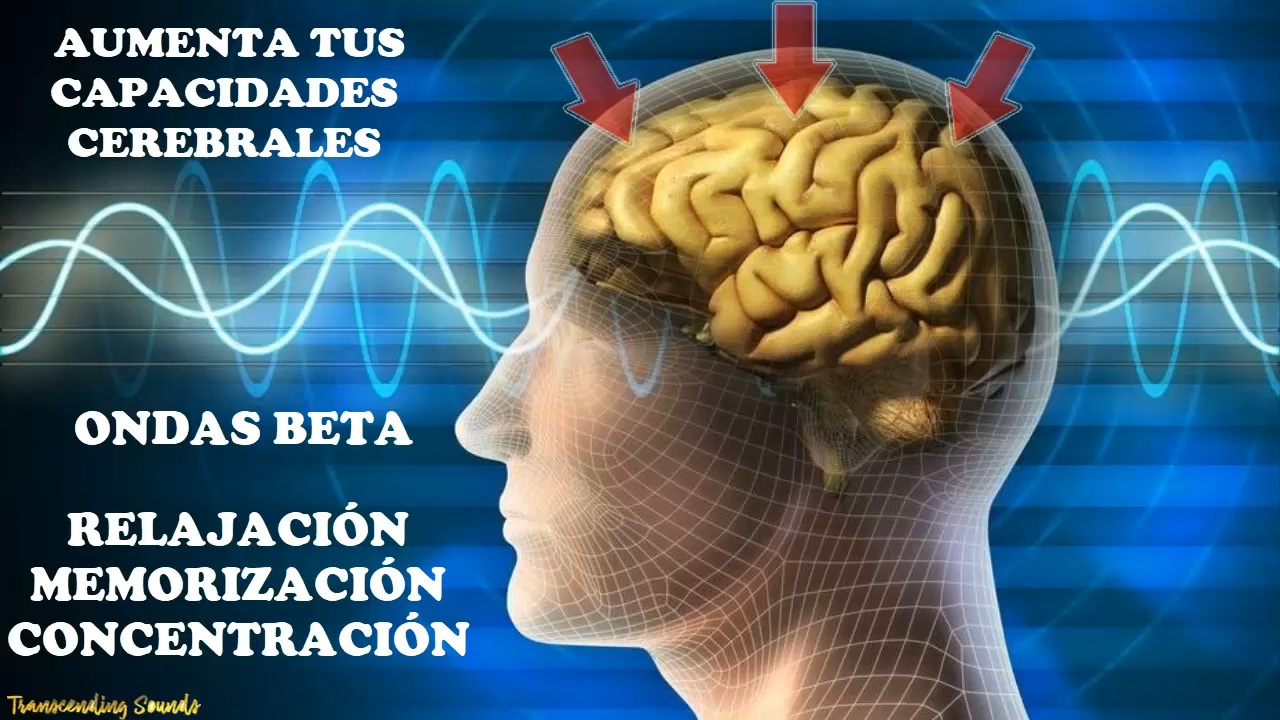 AUMENTA TUS
CAPACIDADES
CEREBRALES
ONDAS BETA
RELAJACIÓN
MEMORIZACIÓN
CONCENTRACIÓN
Transcending Sounds